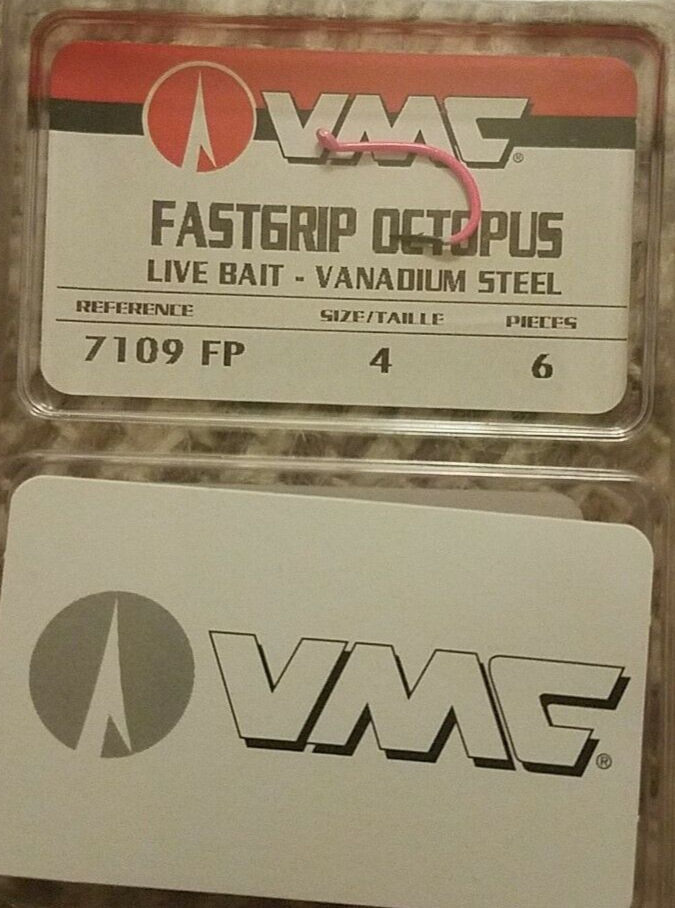 VMC®
FASTGRIP OCTOPUS
LIVE BAIT - VANADIUM STEEL
REFERENCE SIZE/TAILLE PIECES
7109 FP 4 6
VMC®